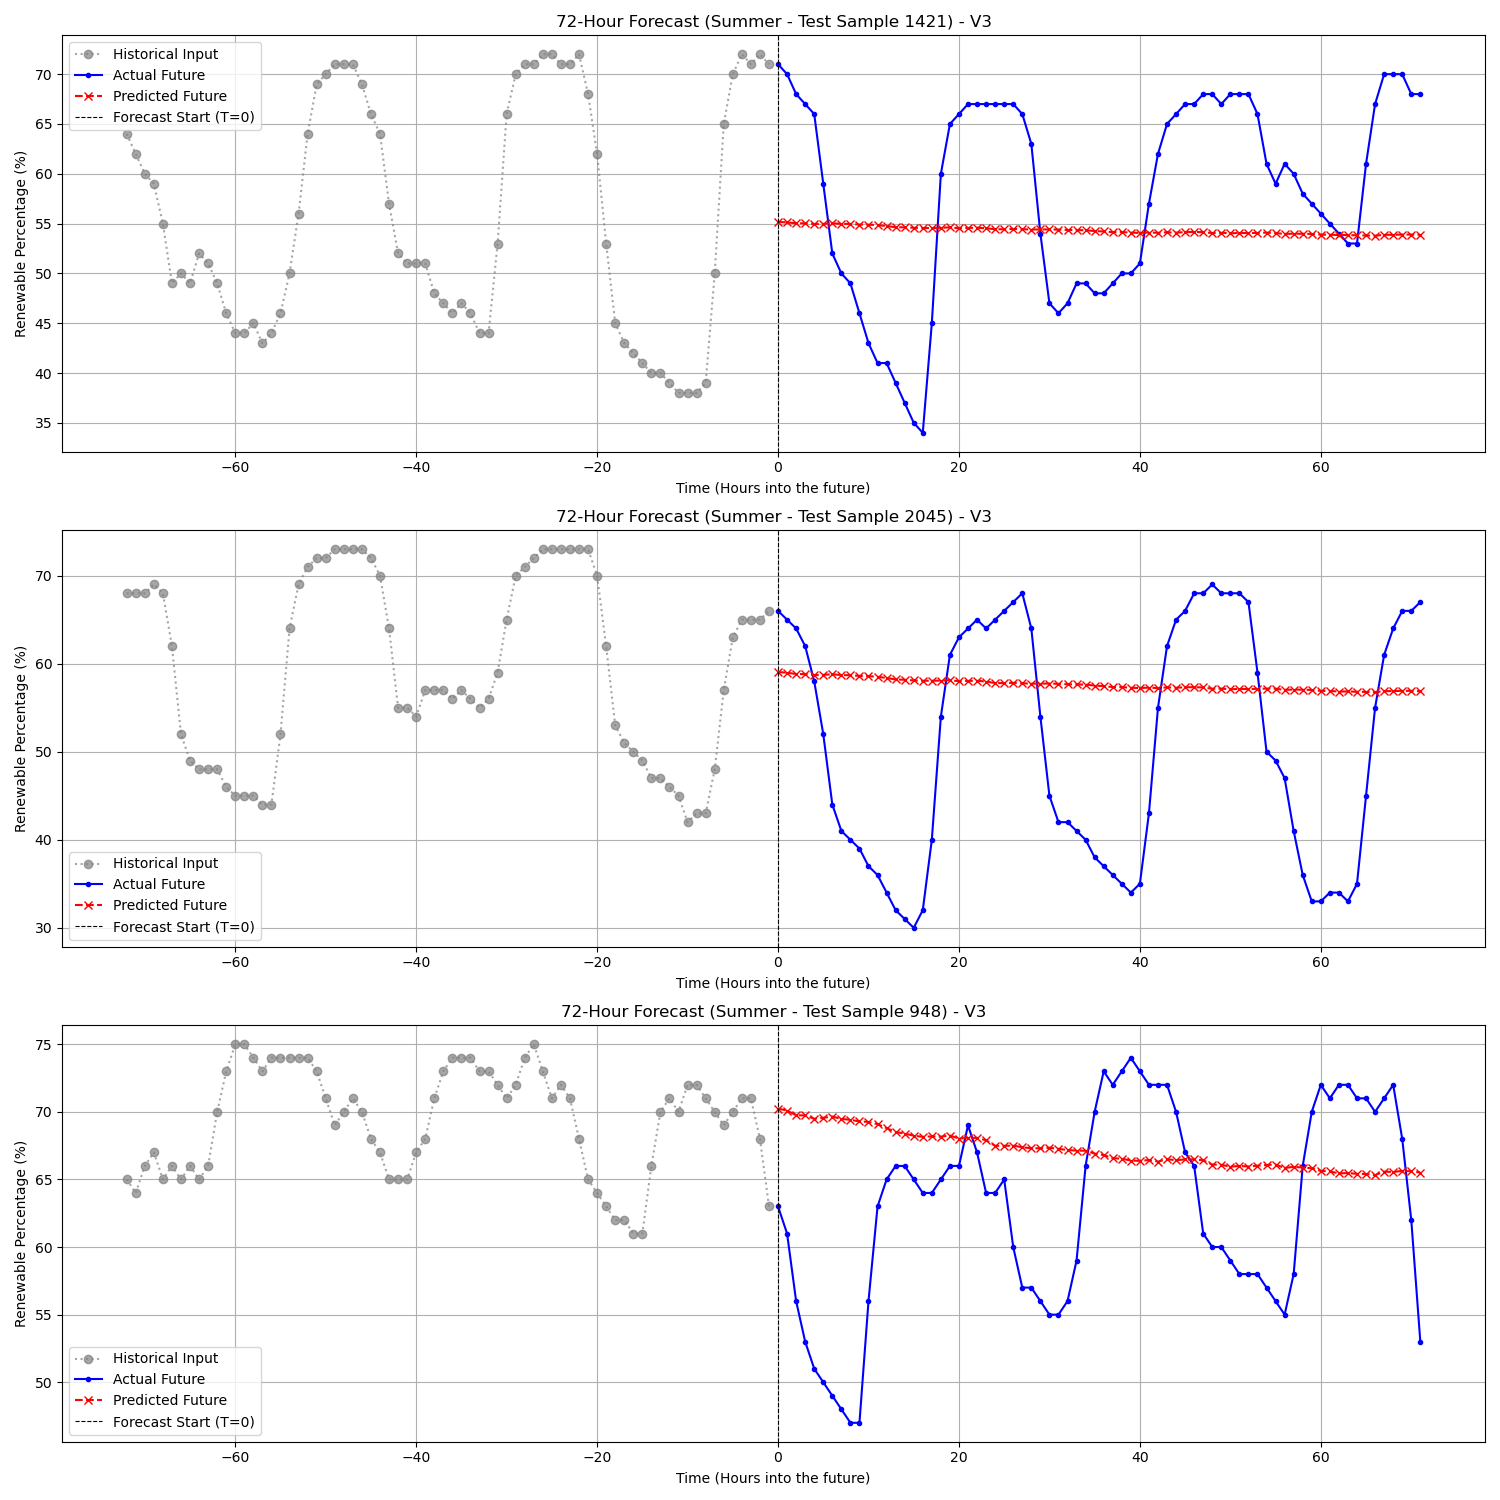 72-Hour Forecast (Summer - Test Sample 1421) - V3
Historical Input
Actual Future
Predicted Future
Forecast Start (T=0)
Renewable Percentage (%)
70
65
60
55
50
45
40
35
−60 −40 −20 0 20 40 60
Time (Hours into the future)
72-Hour Forecast (Summer - Test Sample 2045) - V3
Renewable Percentage (%)
70
60
50
40
30
Historical Input
Actual Future
Predicted Future
Forecast Start (T=0)
−60 −40 −20 0 20 40 60
Time (Hours into the future)
72-Hour Forecast (Summer - Test Sample 948) - V3
Renewable Percentage (%)
75
70
65
60
55
50
Historical Input
Actual Future
Predicted Future
Forecast Start (T=0)
−60 −40 −20 0 20 40 60
Time (Hours into the future)